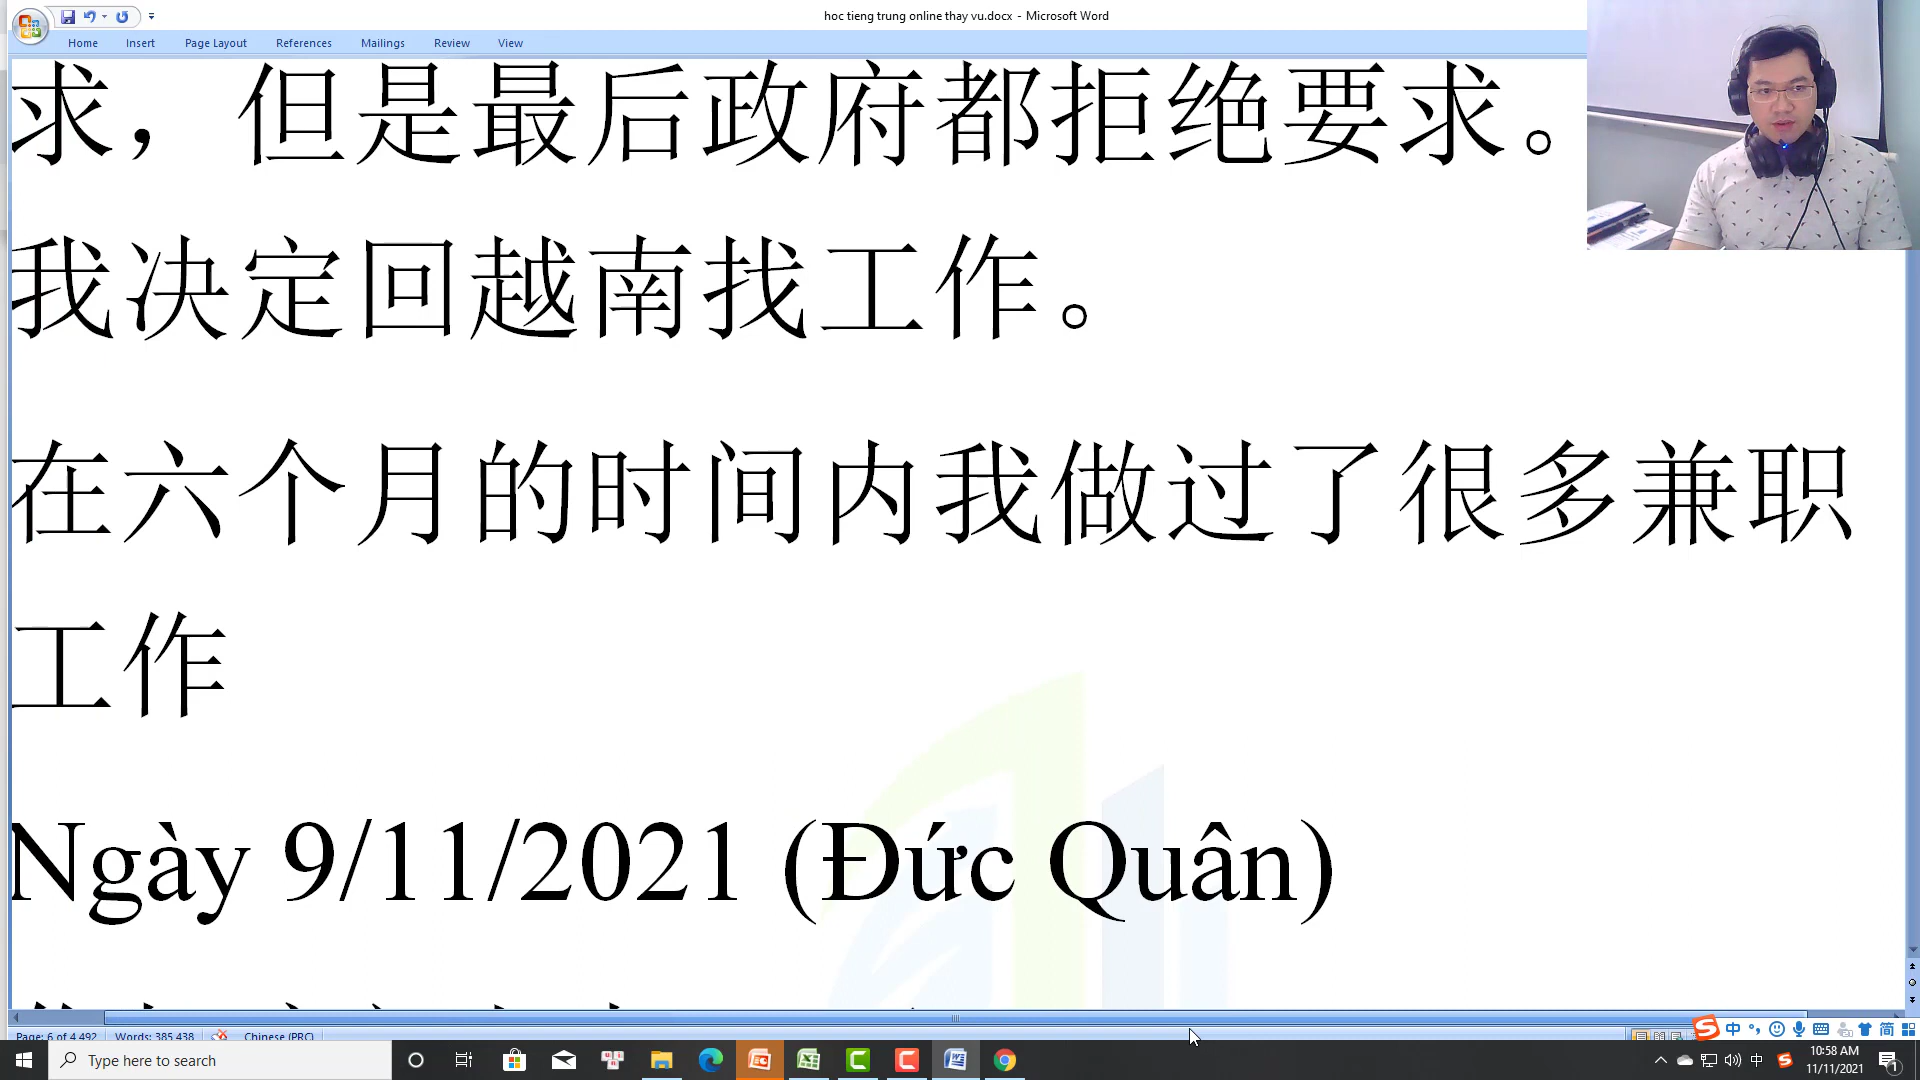 hoc tieng trung online thay vu.docx - Microsoft Word
Home Insert Page Layout References Mailings Review View
求，但是最后政府都拒绝要求。
我决定回越南找工作。
在六个月的时间内我做过了很多兼职
工作
Ngày 9/11/2021 (Đức Quân)
Page: 6 of 4,492 Words: 385,438 Chinese (PRC)
中 简
Type here to search
中 10:58 AM
11/11/2021 1